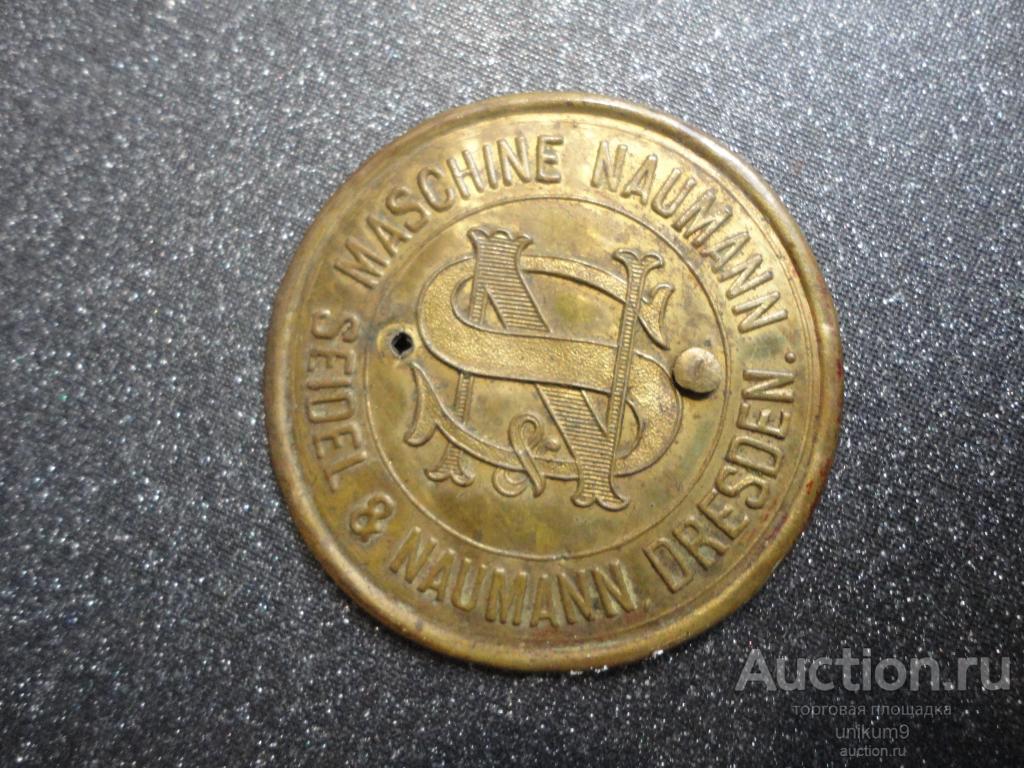 MASCHINE NAUMANN
SEIDEL & NAUMANN, DRESDEN.
SN
Auction.ru
торговая площадка
unikum9
auction.ru